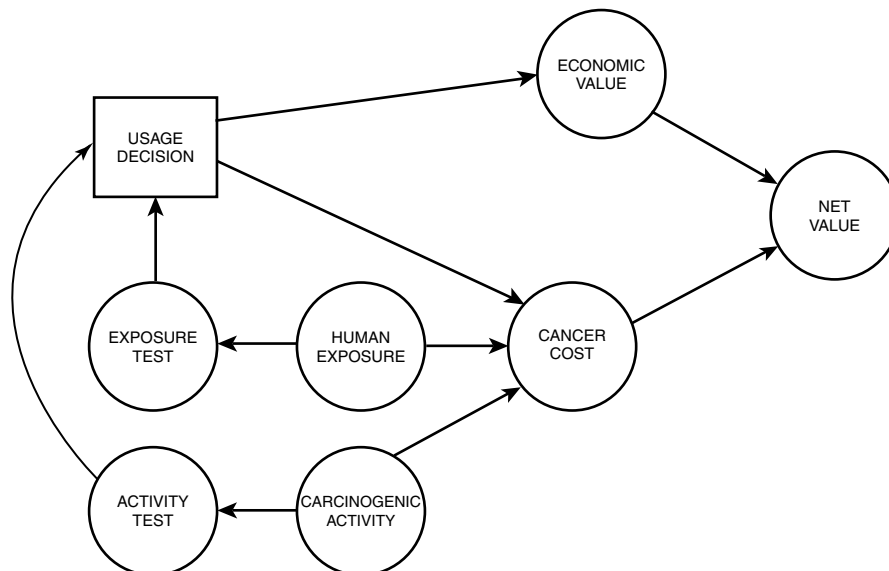 ECONOMIC
VALUE
USAGE
DECISION
NET
VALUE
EXPOSURE
TEST
HUMAN
EXPOSURE
CANCER
COST
ACTIVITY
TEST
CARCINOGENIC
ACTIVITY